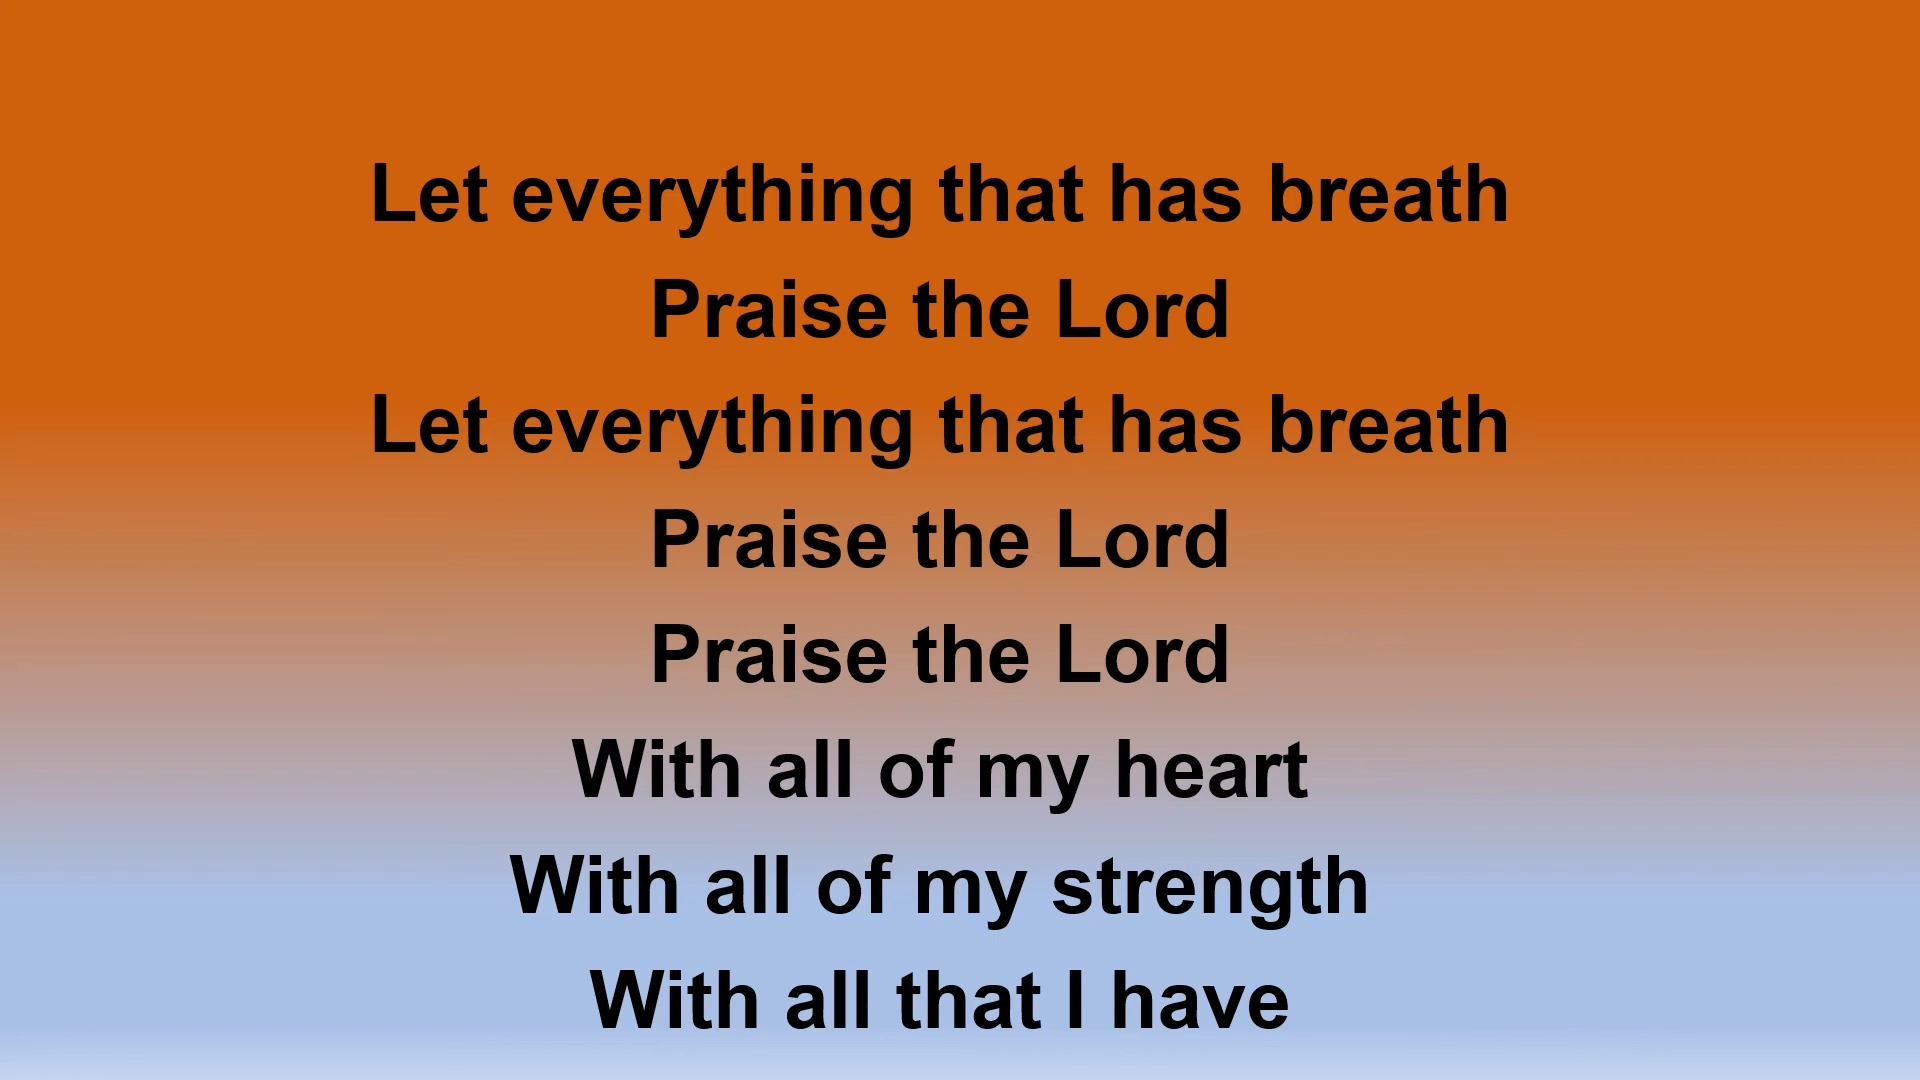 Let everything that has breath
Praise the Lord
Let everything that has breath
Praise the Lord
Praise the Lord
With all of my heart
With all of my strength
With all that I have